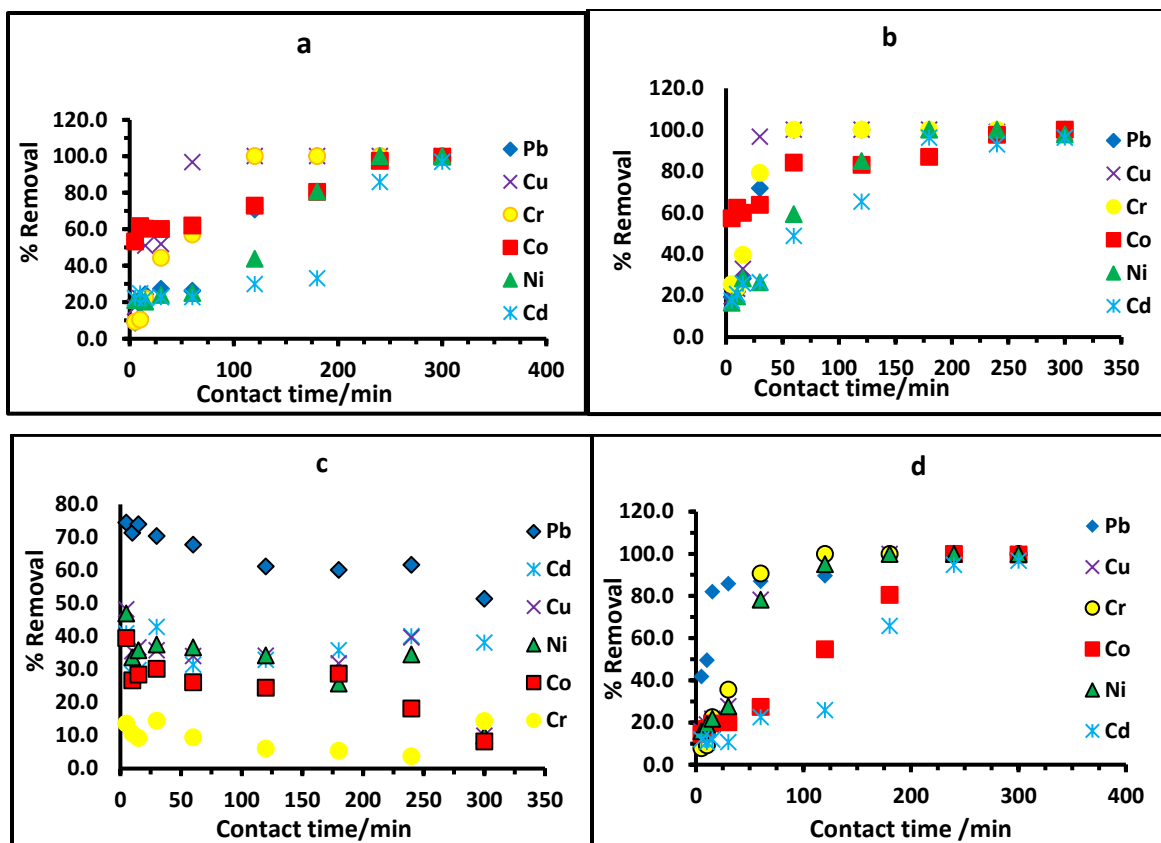 a
120.0
100.0
80.0
60.0
40.0
20.0
0.0
0 100 200 300 400
% Removal
Contact time/min
Pb
Cu
Cr
Co
Ni
Cd
b
120.0
100.0
80.0
60.0
40.0
20.0
0.0
0 50 100 150 200 250 300 350
% Removal
Contact time/min
Pb
Cu
Cr
Co
Ni
Cd
c
80.0
70.0
60.0
50.0
40.0
30.0
20.0
10.0
0.0
0 50 100 150 200 250 300 350
% Removal
Contact time/min
Pb
Cd
Cu
Ni
Co
Cr
d
120.0
100.0
80.0
60.0
40.0
20.0
0.0
0 100 200 300 400
% Removal
Contact time /min
Pb
Cu
Cr
Co
Ni
Cd